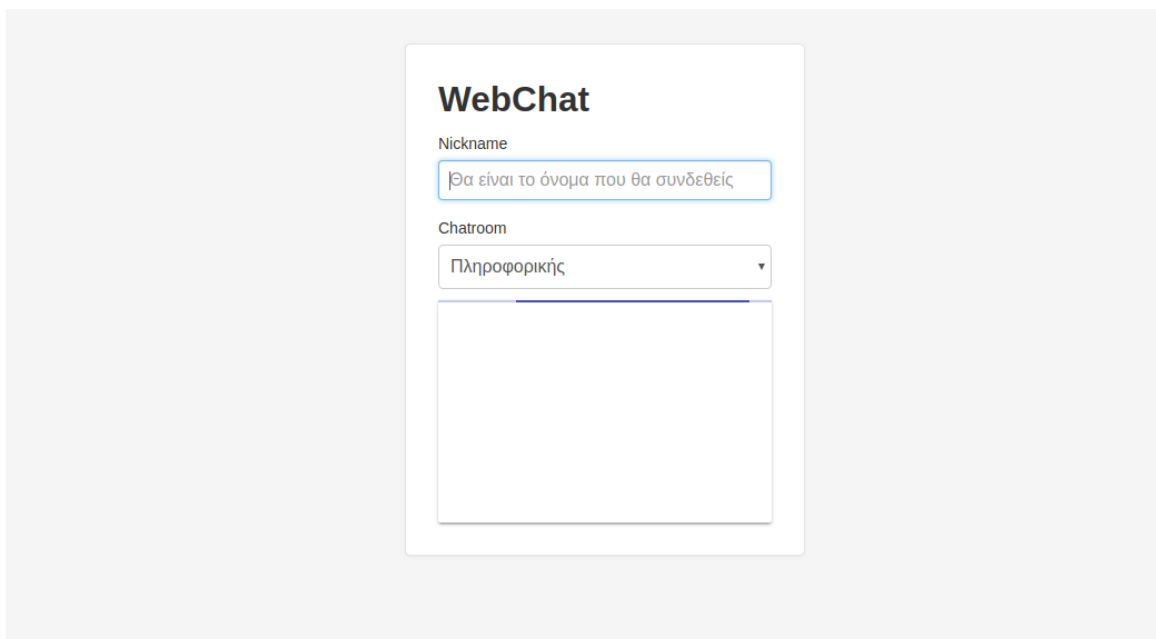 WebChat
Nickname
Θα είναι το όνομα που θα συνδεθείς
Chatroom
Πληροφορικής